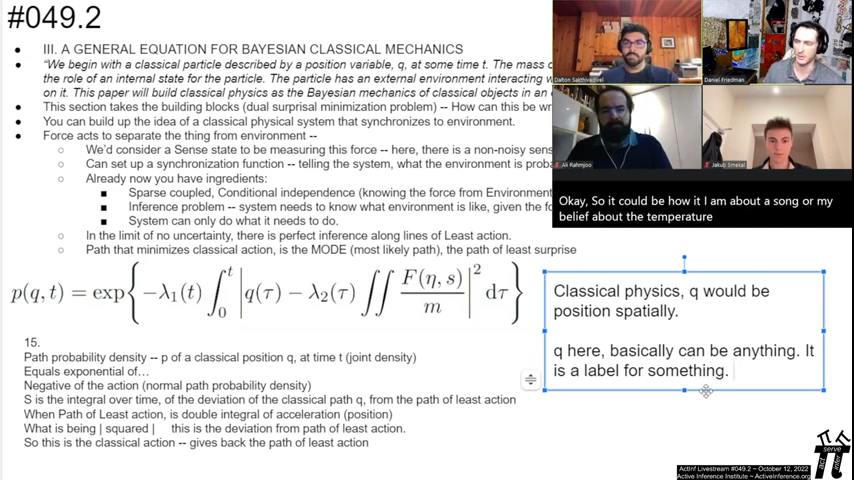 #049.2
III. A GENERAL EQUATION FOR BAYESIAN CLASSICAL MECHANICS
"We begin with a classical particle described by a position variable, q, at some time t. The mass
the role of an internal state for the particle. The particle has an external environment interacting
on it. This paper will build classical physics as the Bayesian mechanics of classical objects in an
This section takes the building blocks (dual surprisal minimization problem) -- How can this be
You can build up the idea of a classical physical system that synchronizes to environment.
Force acts to separate the thing from environment --
We'd consider a Sense state to be measuring this force -- here, there is a non-noisy
Can set up a synchronization function -- telling the system, what the environment is
Already now you have ingredients:
Sparse coupled, Conditional independence (knowing the force from Environment
Inference problem -- system needs to know what environment is like, given the
System can only do what it needs to do.
In the limit of no uncertainty, there is perfect inference along lines of Least action.
Path that minimizes classical action, is the MODE (most likely path), the path of least surprise
p(q, t) = exp{ −λ₁(t) ∫₀ᵗ | q(τ) − λ₂(τ) ∬ F(η, s)/m |² dτ }
15.
Path probability density -- p of a classical position q, at time t (joint density)
Equals exponential of…
Negative of the action (normal path probability density)
S is the integral over time, of the deviation of the classical path q, from the path of least action
When Path of Least action, is double integral of acceleration (position)
What is being | squared | this is the deviation from path of least action.
So this is the classical action -- gives back the path of least action
Dalton Sakthivadivel
Daniel Friedman
Ali Rahmjoo
Jakub Smekal
Okay, So it could be how it I am about a song or my
belief about the temperature
Classical physics, q would be
position spatially.
q here, basically can be anything. It
is a label for something.
act
serve
infer
ActInf Livestream #049.2 ~ October 12, 2022
Active Inference Institute ~ ActiveInference.org